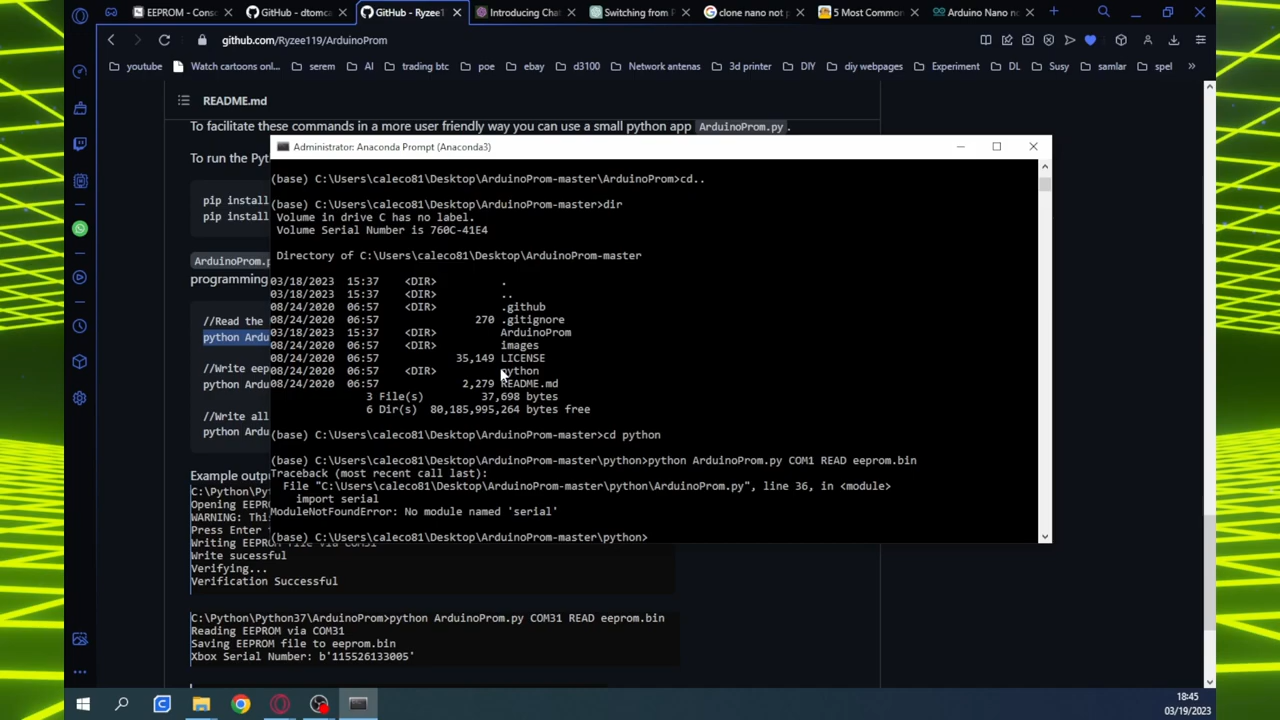 EEPROM - Conso
GitHub - dtomca
GitHub - Ryzee1
Introducing Chat
Switching from P
clone nano not p
5 Most Common
Arduino Nano no
github.com/Ryzee119/ArduinoProm
youtube
Watch cartoons onl...
serem
AI
trading btc
poe
ebay
d3100
Network antenas
3d printer
DIY
diy webpages
Experiment
DL
Susy
samlar
spel
README.md
To facilitate these commands in a more user friendly way you can use a small python app ArduinoProm.py .
To run the Pyt
pip install
pip install
ArduinoProm.p
programming
//Read the
python Ardu
//Write eep
python Ardu
//Write all
python Ardu
Example outpu
C:\Python\Pyt
Opening EEPR
WARNING: Thi
Press Enter t
Writing EEPROM file via COM31
Write sucessful
Verifying...
Verification Successful
C:\Python\Python37\ArduinoProm>python ArduinoProm.py COM31 READ eeprom.bin
Reading EEPROM via COM31
Saving EEPROM file to eeprom.bin
Xbox Serial Number: b'115526133005'
Administrator: Anaconda Prompt (Anaconda3)
(base) C:\Users\caleco81\Desktop\ArduinoProm-master\ArduinoProm>cd..
(base) C:\Users\caleco81\Desktop\ArduinoProm-master>dir
Volume in drive C has no label.
Volume Serial Number is 760C-41E4
Directory of C:\Users\caleco81\Desktop\ArduinoProm-master
03/18/2023 15:37 <DIR> .
03/18/2023 15:37 <DIR> ..
08/24/2020 06:57 <DIR> .github
08/24/2020 06:57 270 .gitignore
03/18/2023 15:37 <DIR> ArduinoProm
08/24/2020 06:57 <DIR> images
08/24/2020 06:57 35,149 LICENSE
08/24/2020 06:57 <DIR> python
08/24/2020 06:57 2,279 README.md
3 File(s) 37,698 bytes
6 Dir(s) 80,185,995,264 bytes free
(base) C:\Users\caleco81\Desktop\ArduinoProm-master>cd python
(base) C:\Users\caleco81\Desktop\ArduinoProm-master\python>python ArduinoProm.py COM1 READ eeprom.bin
Traceback (most recent call last):
File "C:\Users\caleco81\Desktop\ArduinoProm-master\python\ArduinoProm.py", line 36, in <module>
import serial
ModuleNotFoundError: No module named 'serial'
(base) C:\Users\caleco81\Desktop\ArduinoProm-master\python>
18:45
03/19/2023